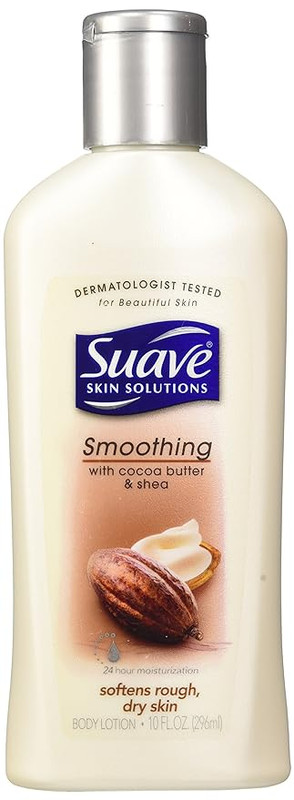 DERMATOLOGIST TESTED
for Beautiful Skin
Suave®
SKIN SOLUTIONS
Smoothing
with cocoa butter
& shea
24 hour moisturization
softens rough,
dry skin
BODY LOTION • 10 FL.OZ. (296ml)